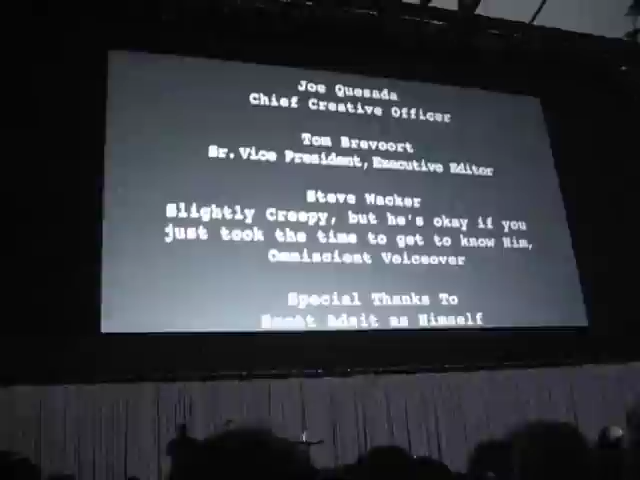 Joe Quesada
Chief Creative Officer
Tom Brevoort
Sr. Vice President, Executive Editor
Steve Wacker
Slightly Creepy, but he's okay if you
just took the time to get to know Him,
Omniscient Voiceover
Special Thanks To
Adsit as Himself